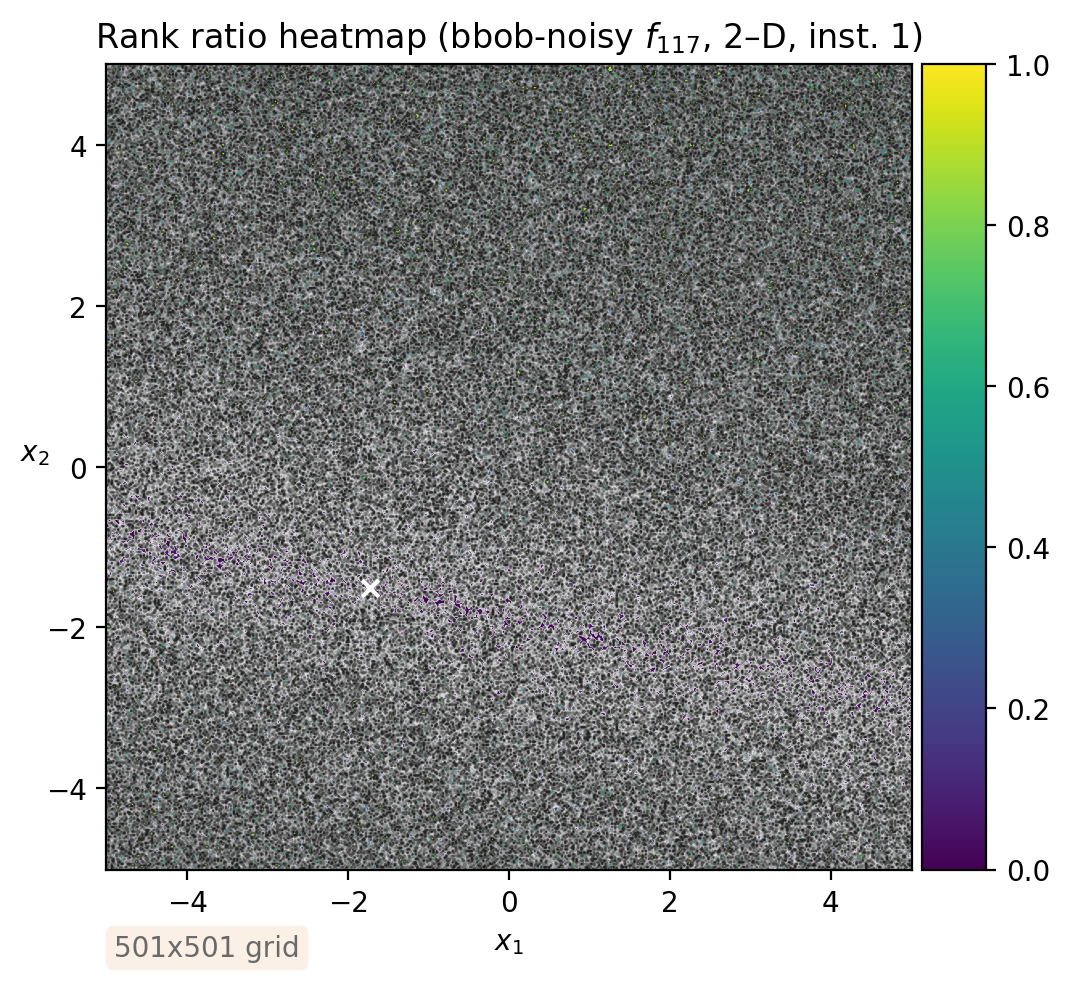 Rank ratio heatmap (bbob-noisy f₁₁₇, 2–D, inst. 1)
1.0
0.8
0.6
0.4
0.2
0.0
4
2
0
−2
−4
x₂
−4 −2 0 2 4
x₁
501x501 grid